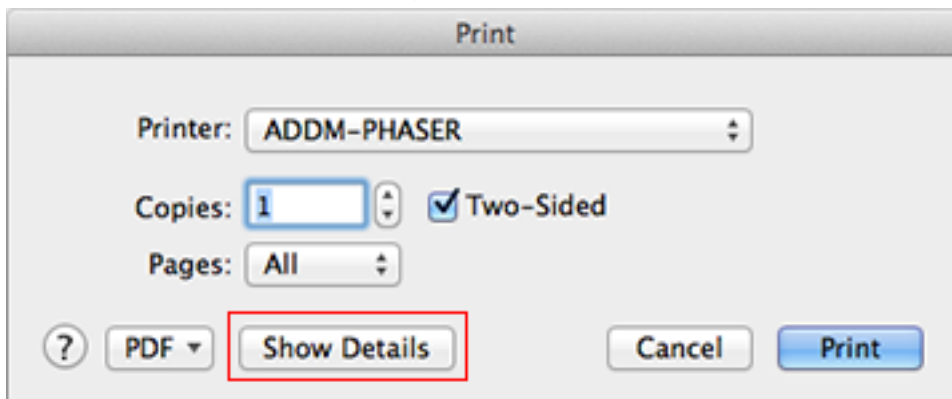 Print
Printer: ADDM-PHASER
Copies: 1 Two-Sided
Pages: All
? PDF Show Details Cancel Print